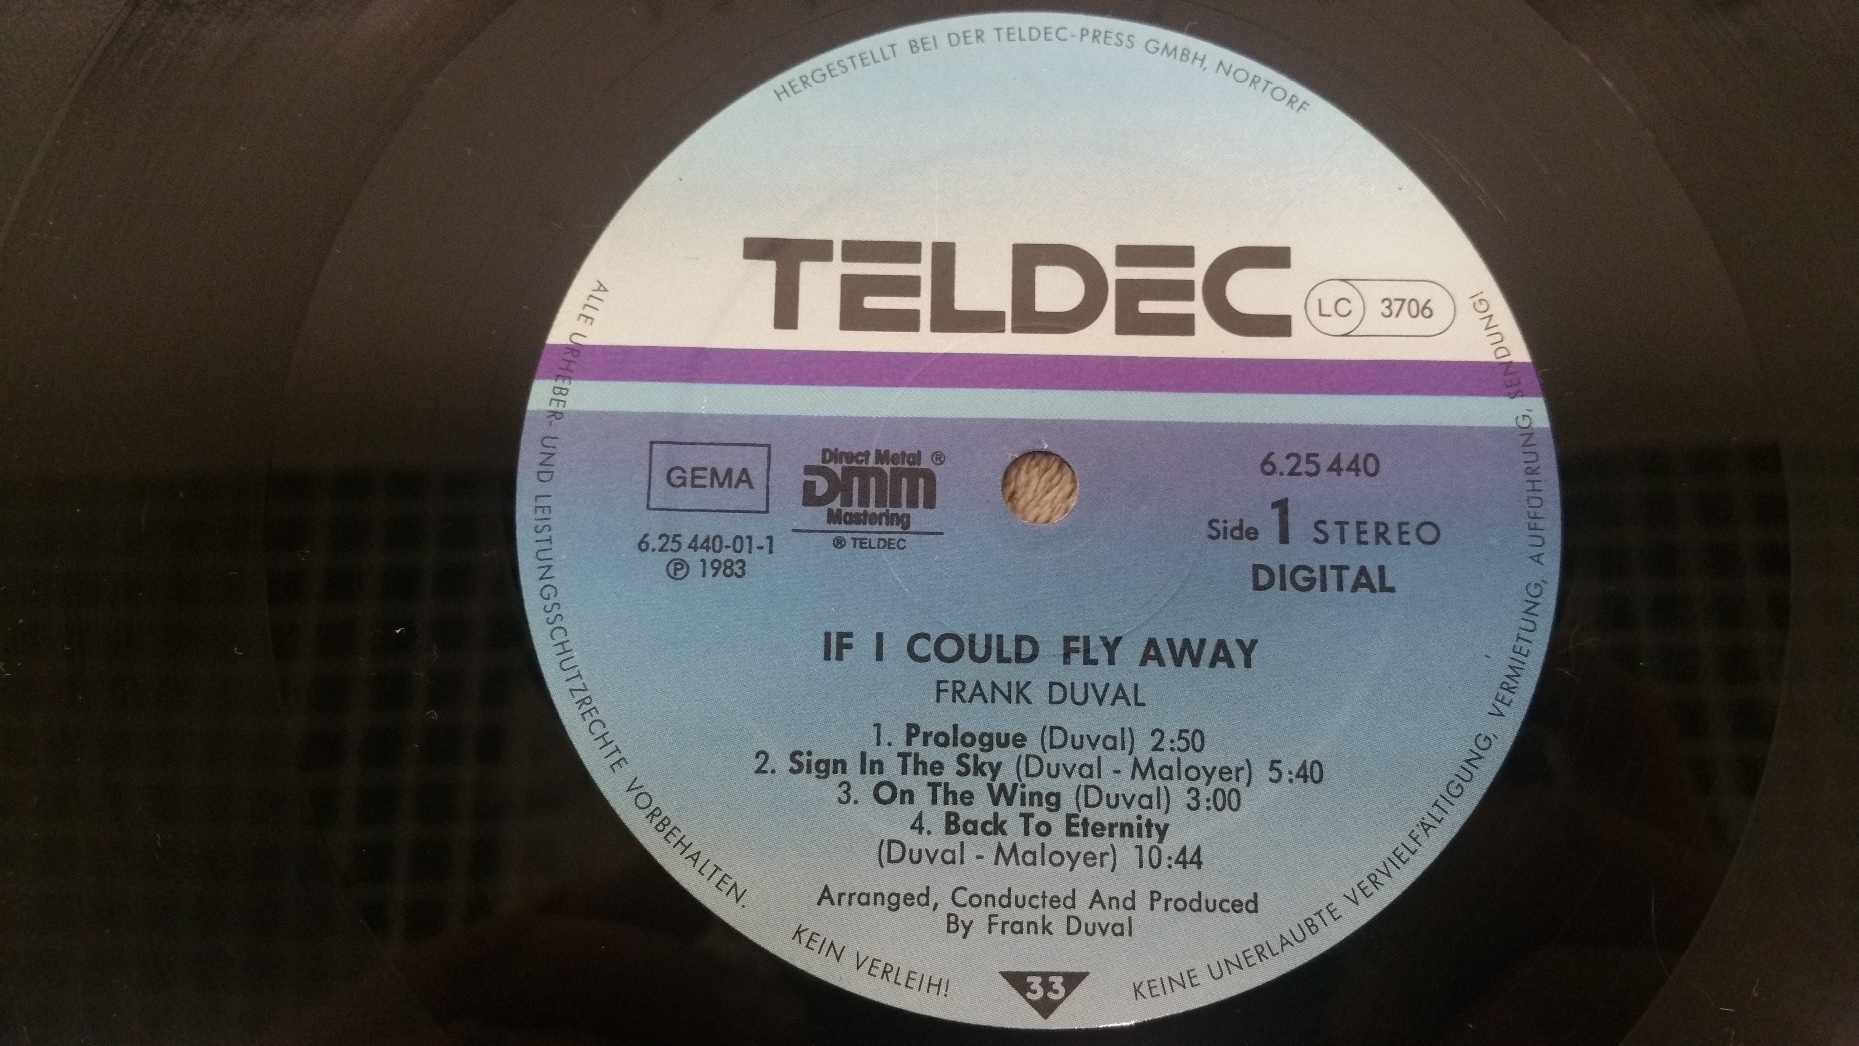 HERGESTELLT BEI DER TELDEC-PRESS GMBH, NORTORF
TELDEC
LC 3706
GEMA
Direct Metal ®
DMM
Mastering
® TELDEC
6.25 440-01-1
Ⓟ 1983
6.25 440
Side 1 STEREO
DIGITAL
IF I COULD FLY AWAY
FRANK DUVAL
1. Prologue (Duval) 2:50
2. Sign In The Sky (Duval - Maloyer) 5:40
3. On The Wing (Duval) 3:00
4. Back To Eternity
(Duval - Maloyer) 10:44
Arranged, Conducted And Produced
By Frank Duval
33
ALLE URHEBER- UND LEISTUNGSSCHUTZRECHTE VORBEHALTEN.
KEIN VERLEIH!
KEINE UNERLAUBTE VERVIELFÄLTIGUNG, VERMIETUNG, AUFFÜHRUNG, SENDUNG!